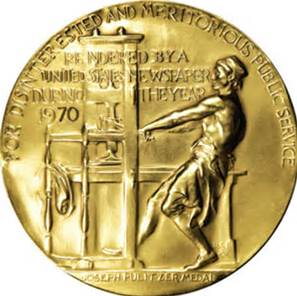 FOR DISINTERESTED AND MERITORIOUS PUBLIC SERVICE
RENDERED BY A
UNITED STATES NEWSPAPER
DURING THE YEAR
1970
JOSEPH PULITZER MEDAL